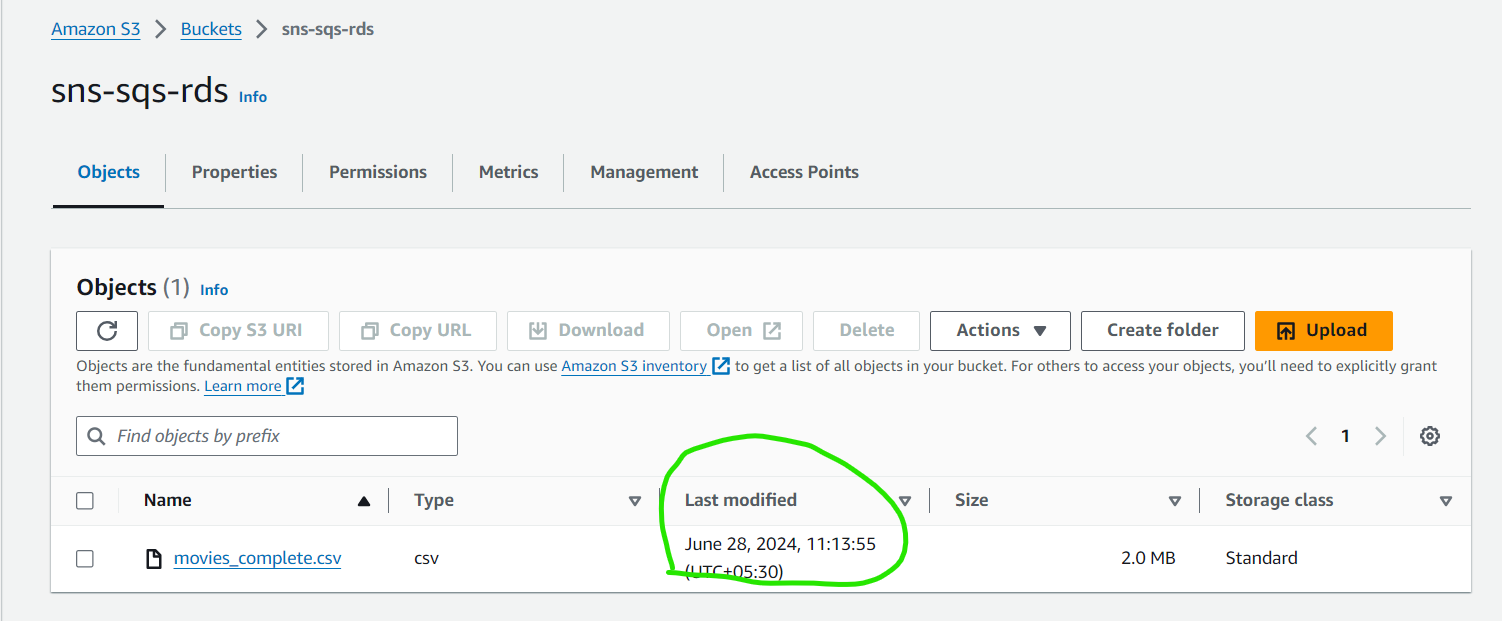 Amazon S3 > Buckets > sns-sqs-rds
sns-sqs-rds Info
Objects Properties Permissions Metrics Management Access Points
Objects (1) Info
Copy S3 URI Copy URL Download Open Delete Actions Create folder Upload
Objects are the fundamental entities stored in Amazon S3. You can use Amazon S3 inventory to get a list of all objects in your bucket. For others to access your objects, you’ll need to explicitly grant
them permissions. Learn more
Find objects by prefix
1
Name Type Last modified Size Storage class
movies_complete.csv csv June 28, 2024, 11:13:55 2.0 MB Standard
(UTC+05:30)